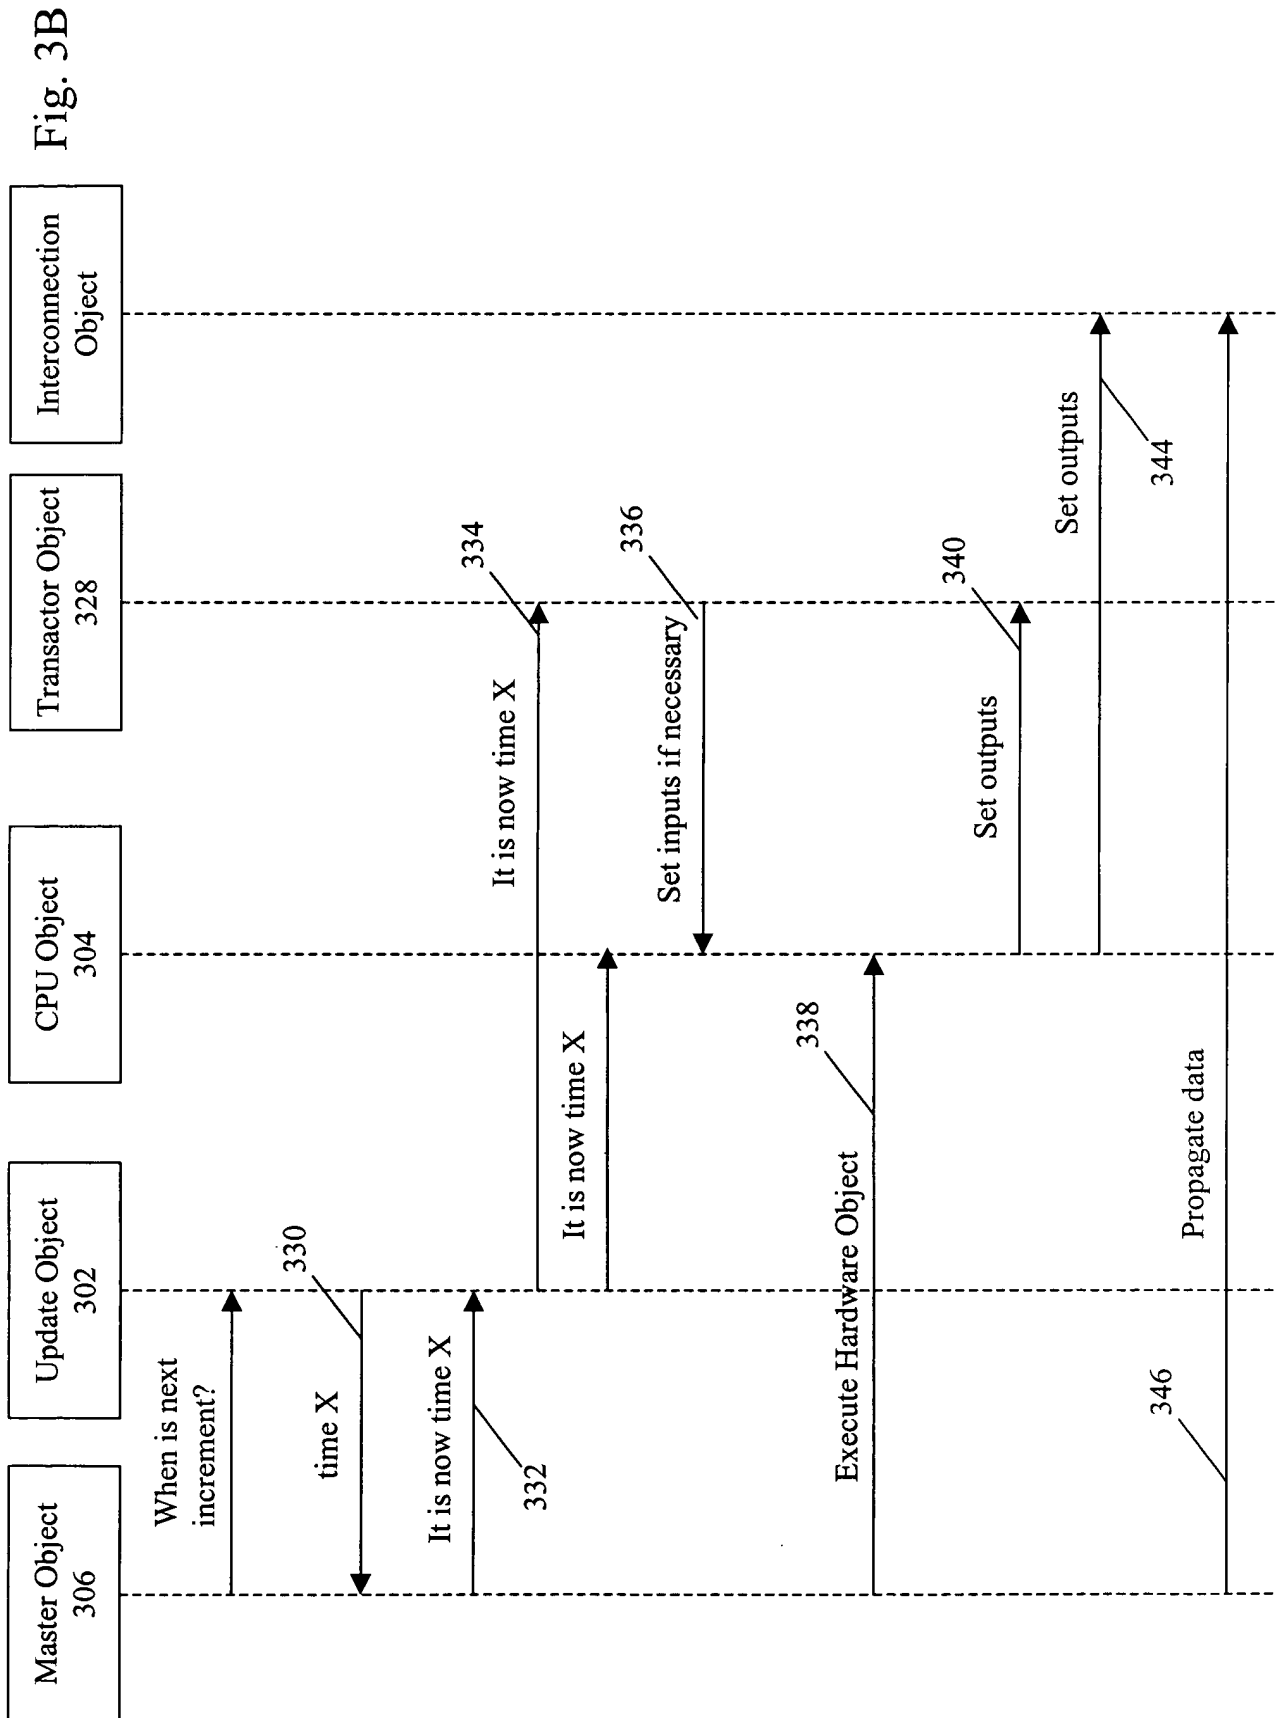 Fig. 3B
Master Object
306
Update Object
302
CPU Object
304
Transactor Object
328
Interconnection
Object
When is next
increment?
330
time X
It is now time X
332
It is now time X
334
It is now time X
Set inputs if necessary
336
Execute Hardware Object
338
Set outputs
340
Set outputs
344
Propagate data
346